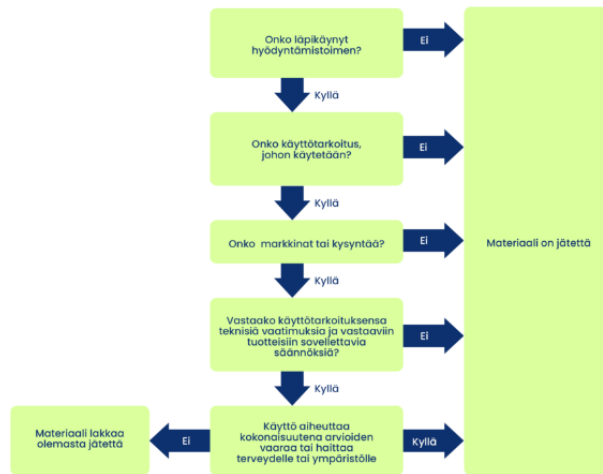 Onko läpikäynyt
hyödyntämistoimen?
Ei
Kyllä
Onko käyttötarkoitus,
johon käytetään?
Ei
Kyllä
Onko markkinat tai kysyntää?
Ei
Materiaali on jätettä
Kyllä
Vastaako käyttötarkoituksensa
teknisiä vaatimuksia ja vastaaviin
tuotteisiin sovellettavia
säännöksiä?
Ei
Kyllä
Materiaali lakkaa
olemasta jätettä
Ei
Käyttö aiheuttaa
kokonaisuutena arvioiden
vaaraa tai haittaa
terveydelle tai ympäristölle
Kyllä